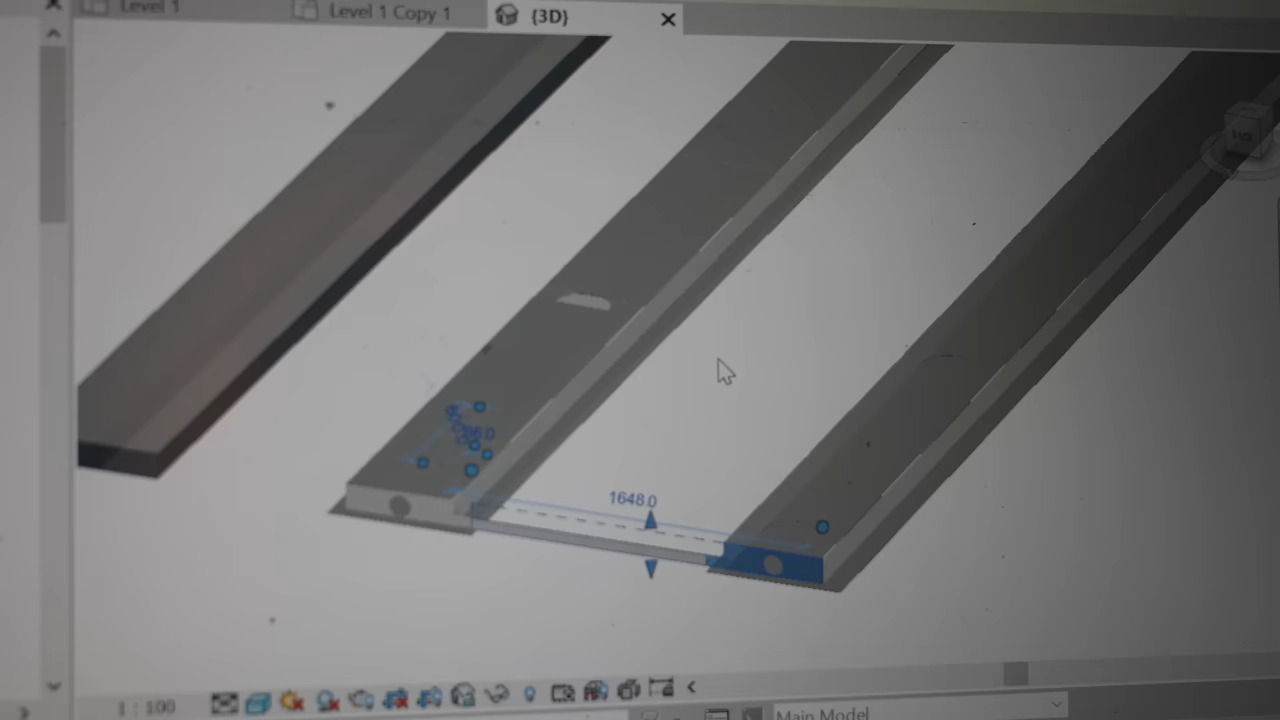 Level 1
Level 1 Copy 1
{3D}
1648.0
1 : 100
Main Model